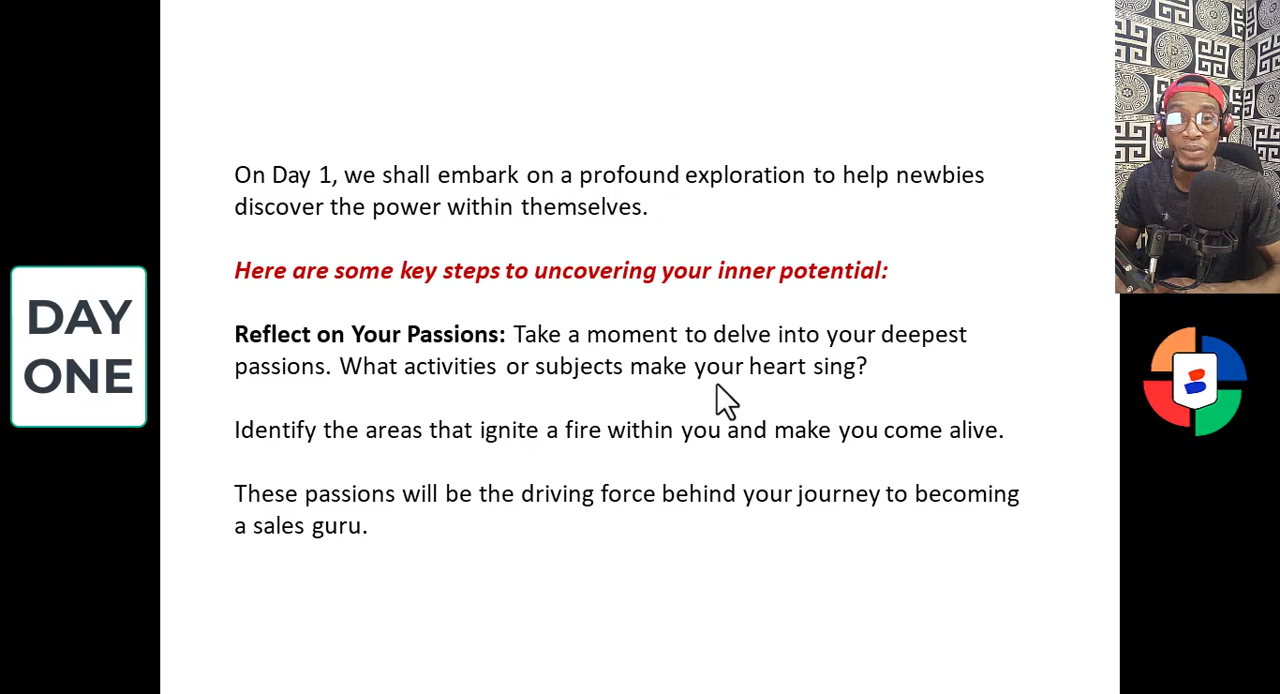 On Day 1, we shall embark on a profound exploration to help newbies
discover the power within themselves.
Here are some key steps to uncovering your inner potential:
Reflect on Your Passions: Take a moment to delve into your deepest
passions. What activities or subjects make your heart sing?
Identify the areas that ignite a fire within you and make you come alive.
These passions will be the driving force behind your journey to becoming
a sales guru.
DAY
ONE